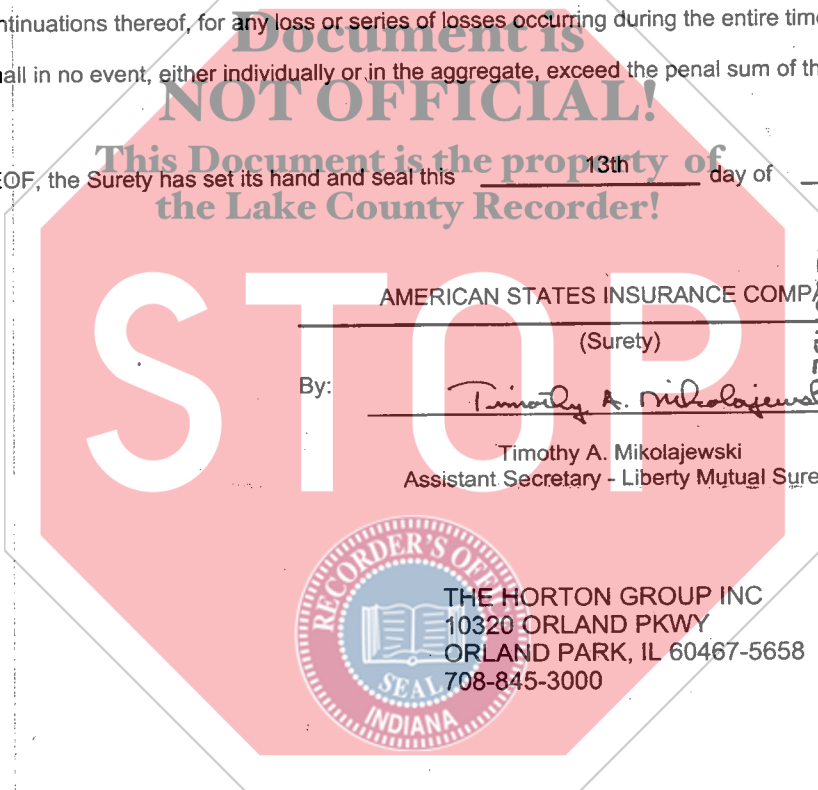 ntinuations thereof, for any loss or series of losses occurring during the entire time
Document is
all in no event, either individually or in the aggregate, exceed the penal sum of th
NOT OFFICIAL!
This Document is the property of
EOF, the Surety has set its hand and seal this 13th day of
the Lake County Recorder!
STOP
AMERICAN STATES INSURANCE COMPA
(Surety)
By: Timothy A. Mikolajewsk
Timothy A. Mikolajewski
Assistant Secretary - Liberty Mutual Sure
RECORDER'S OFFICE
SEAL
INDIANA
THE HORTON GROUP INC
10320 ORLAND PKWY
ORLAND PARK, IL 60467-5658
708-845-3000